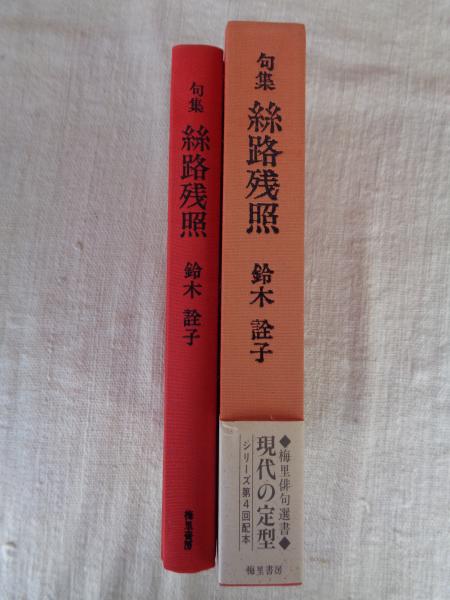 句集
絲路残照
鈴木詮子
梅里書房
句集
絲路残照
鈴木詮子
◆梅里俳句選書◆
現代の定型
シリーズ第4回配本
梅里書房